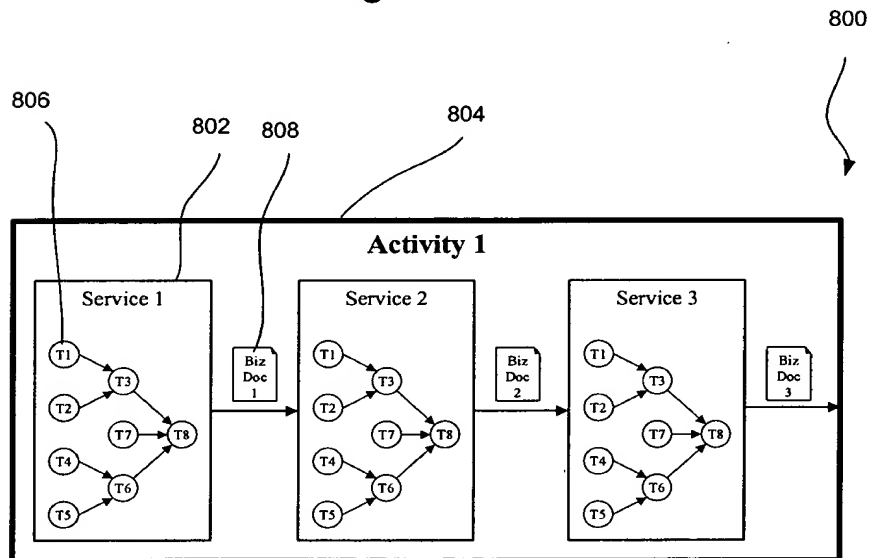 800
806
802
808
804
Activity 1
Service 1
Service 2
Service 3
T1
T2
T3
T7
T8
T4
T6
T5
Biz
Doc
1
T1
T2
T3
T7
T8
T4
T6
T5
Biz
Doc
2
T1
T2
T3
T7
T8
T4
T6
T5
Biz
Doc
3